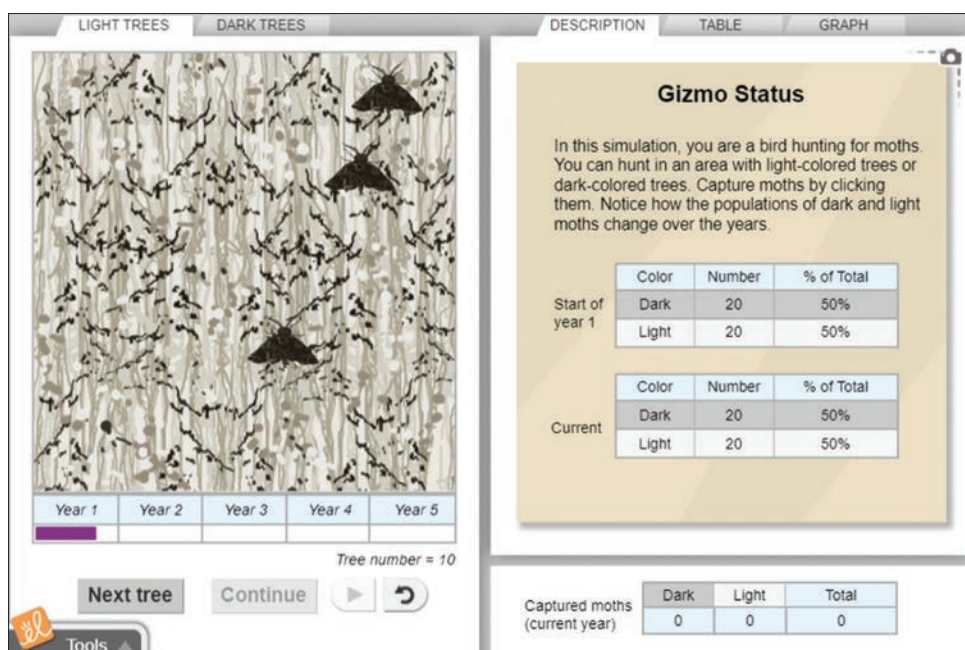 LIGHT TREES
DARK TREES
Year 1 Year 2 Year 3 Year 4 Year 5
Tree number = 10
Next tree
Continue
el
Tools
DESCRIPTION
TABLE
GRAPH
Gizmo Status
In this simulation, you are a bird hunting for moths.
You can hunt in an area with light-colored trees or
dark-colored trees. Capture moths by clicking
them. Notice how the populations of dark and light
moths change over the years.
Start of
year 1
Color Number % of Total
Dark 20 50%
Light 20 50%
Current
Color Number % of Total
Dark 20 50%
Light 20 50%
Captured moths
(current year)
Dark Light Total
0 0 0